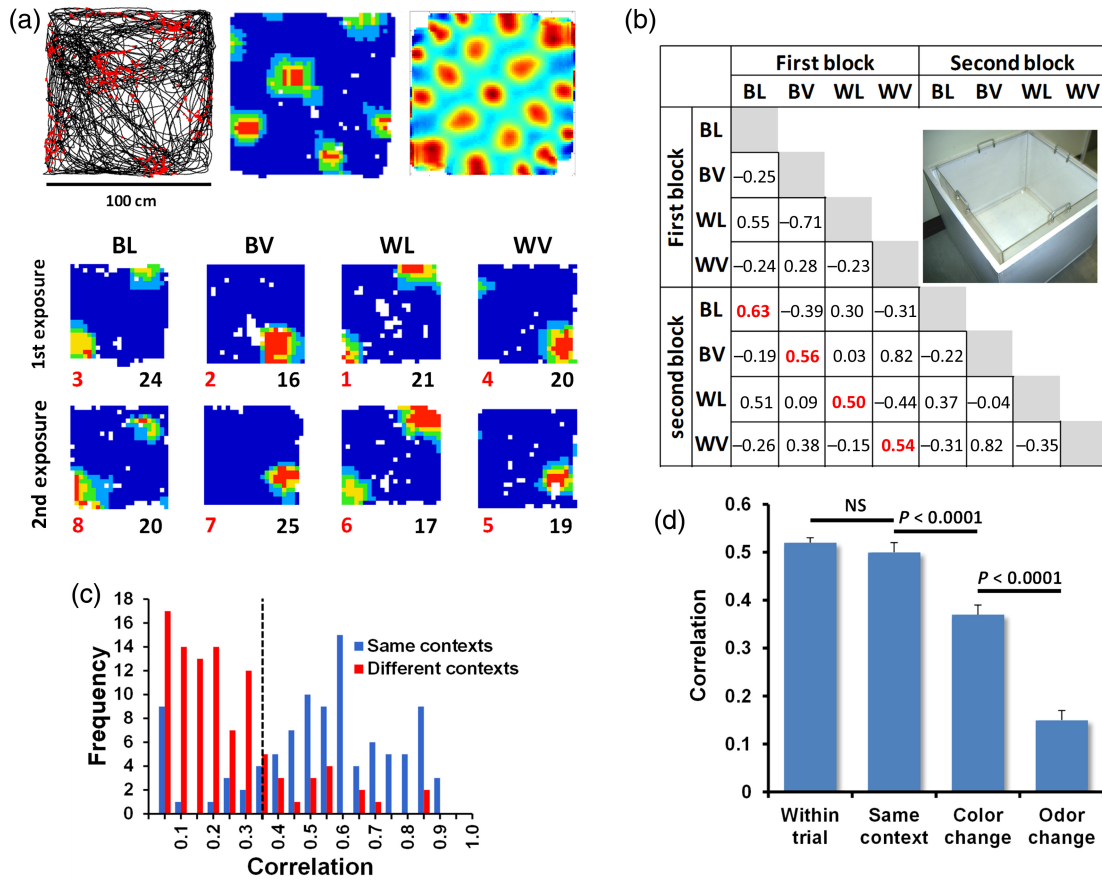 (a)
100 cm
BL BV WL WV
1st exposure
3 24 2 16 1 21 4 20
2nd exposure
8 20 7 25 6 17 5 19
(b)
First block Second block
BL BV WL WV BL BV WL WV
First block
BL
BV −0.25
WL 0.55 −0.71
WV −0.24 0.28 −0.23
second block
BL 0.63 −0.39 0.30 −0.31
BV −0.19 0.56 0.03 0.82 −0.22
WL 0.51 0.09 0.50 −0.44 0.37 −0.04
WV −0.26 0.38 −0.15 0.54 −0.31 0.82 −0.35
(c)
Frequency
18
16
14
12
10
8
6
4
2
0
Same contexts
Different contexts
0.1 0.2 0.3 0.4 0.5 0.6 0.7 0.8 0.9 1.0
Correlation
(d)
Correlation
0.6
0.5
0.4
0.3
0.2
0.1
0
NS
P < 0.0001
P < 0.0001
Within Same Color Odor
trial context change change